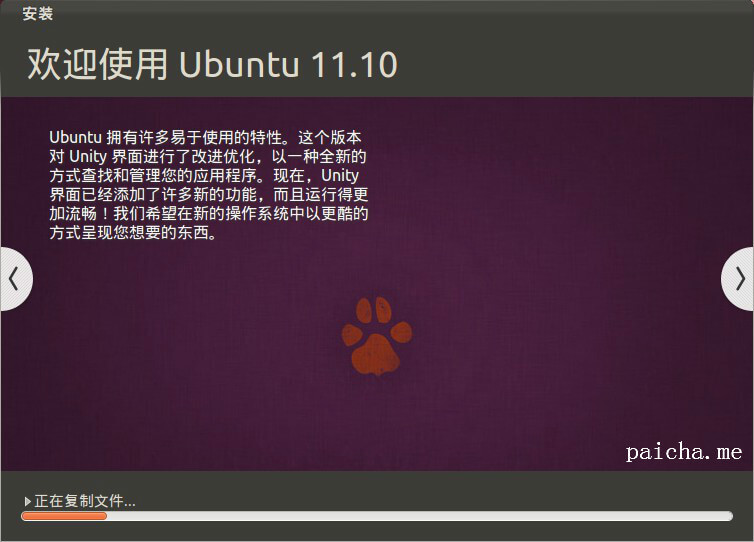 安装
欢迎使用 Ubuntu 11.10
Ubuntu 拥有许多易于使用的特性。这个版本
对 Unity 界面进行了改进优化，以一种全新的
方式查找和管理您的应用程序。现在，Unity
界面已经添加了许多新的功能，而且运行得更
加流畅！我们希望在新的操作系统中以更酷的
方式呈现您想要的东西。
paicha.me
正在复制文件...